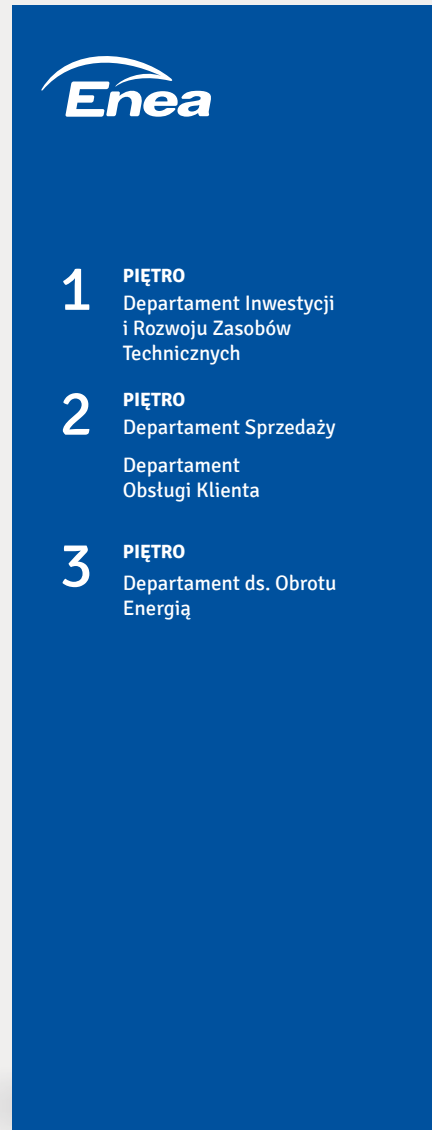 Enea
1 PIĘTRO
Departament Inwestycji
i Rozwoju Zasobów
Technicznych
2 PIĘTRO
Departament Sprzedaży
Departament
Obsługi Klienta
3 PIĘTRO
Departament ds. Obrotu
Energią